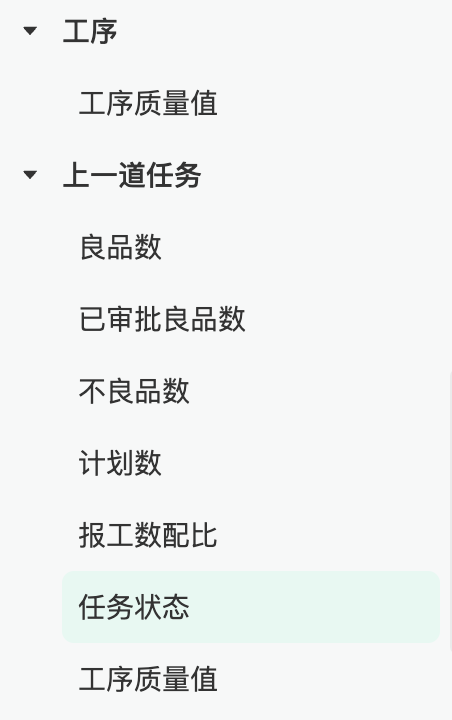 工序
工序质量值
上一道任务
良品数
已审批良品数
不良品数
计划数
报工数配比
任务状态
工序质量值